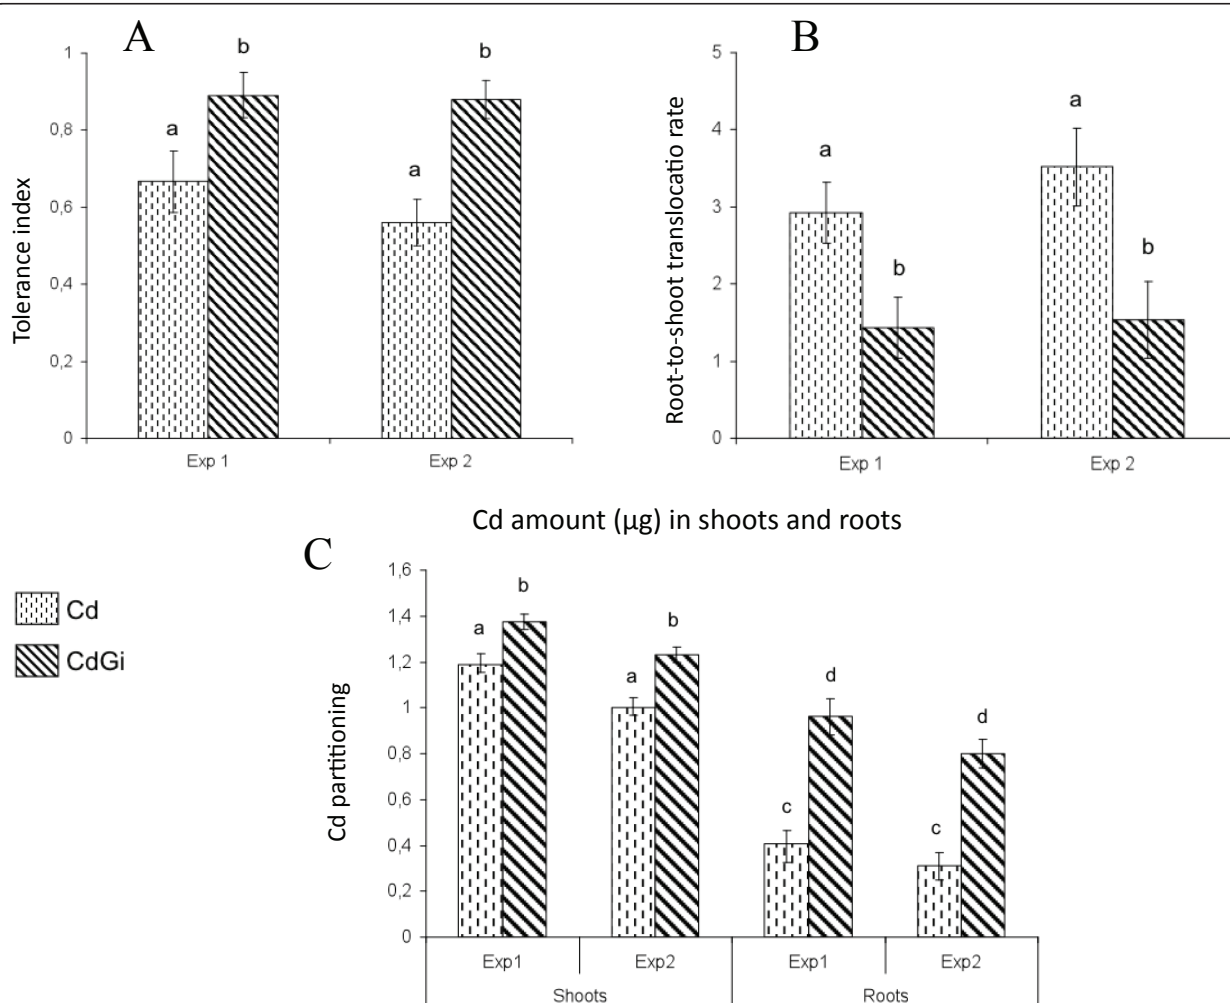 A
Tolerance index
1
0,8
0,6
0,4
0,2
0
a
b
a
b
Exp 1
Exp 2
B
Root-to-shoot translocatio rate
5
4
3
2
1
0
a
b
a
b
Exp 1
Exp 2
Cd amount (µg) in shoots and roots
C
Cd
CdGi
Cd partitioning
1,6
1,4
1,2
1
0,8
0,6
0,4
0,2
0
a
b
a
b
c
d
c
d
Exp1
Exp2
Exp1
Exp2
Shoots
Roots